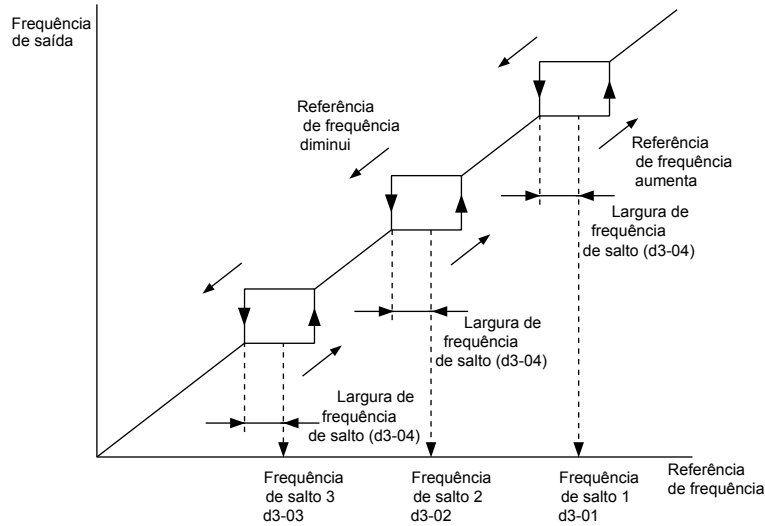 Frequência
de saída
Referência
de frequência
diminui
Referência
de frequência
aumenta
Largura de
frequência
de salto (d3-04)
Largura de
frequência
de salto (d3-04)
Largura de
frequência
de salto (d3-04)
Frequência
de salto 3
d3-03
Frequência
de salto 2
d3-02
Frequência
de salto 1
d3-01
Referência
de frequência